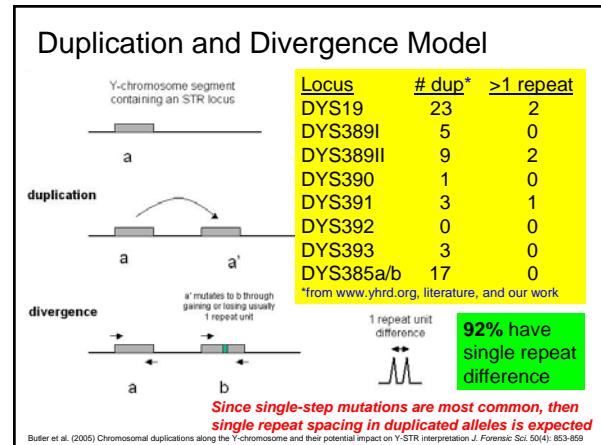 Duplication and Divergence Model
Y-chromosome segment
containing an STR locus
a
duplication
a a'
divergence
a' mutates to b through
gaining or losing usually
1 repeat unit
a b
Locus # dup* >1 repeat
DYS19 23 2
DYS389I 5 0
DYS389II 9 2
DYS390 1 0
DYS391 3 1
DYS392 0 0
DYS393 3 0
DYS385a/b 17 0
*from www.yhrd.org, literature, and our work
1 repeat unit
difference
92% have
single repeat
difference
Since single-step mutations are most common, then
single repeat spacing in duplicated alleles is expected
Butler et al. (2005) Chromosomal duplications along the Y-chromosome and their potential impact on Y-STR interpretation J. Forensic Sci. 50(4): 853-859